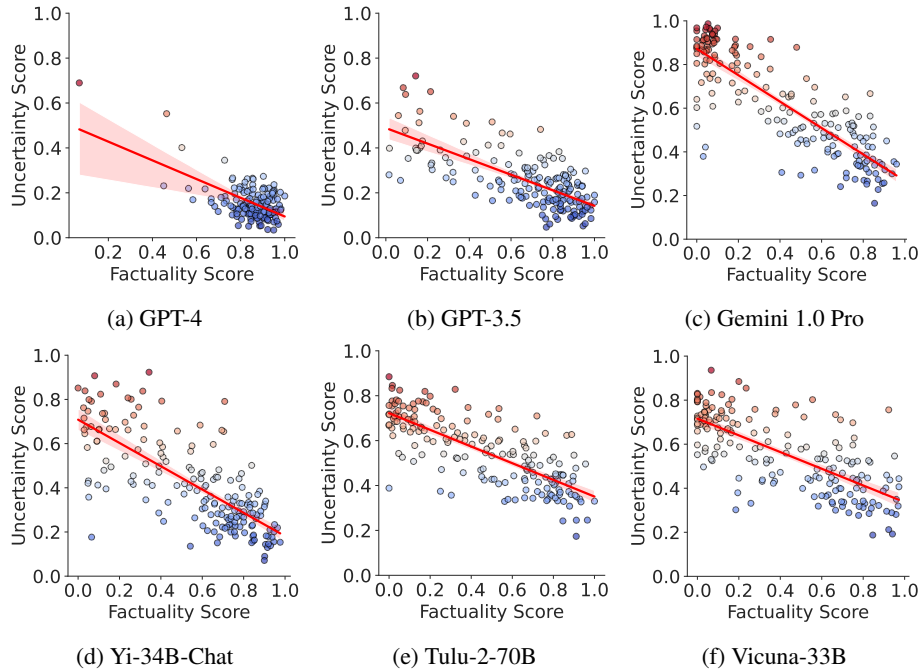 Uncertainty Score
1.0
0.8
0.6
0.4
0.2
0.0
0.2 0.4 0.6 0.8 1.0
Factuality Score
(a) GPT-4
Uncertainty Score
1.0
0.8
0.6
0.4
0.2
0.0
0.0 0.2 0.4 0.6 0.8 1.0
Factuality Score
(b) GPT-3.5
Uncertainty Score
1.0
0.8
0.6
0.4
0.2
0.0
0.0 0.2 0.4 0.6 0.8 1.0
Factuality Score
(c) Gemini 1.0 Pro
Uncertainty Score
1.0
0.8
0.6
0.4
0.2
0.0
0.0 0.2 0.4 0.6 0.8 1.0
Factuality Score
(d) Yi-34B-Chat
Uncertainty Score
1.0
0.8
0.6
0.4
0.2
0.0
0.0 0.2 0.4 0.6 0.8 1.0
Factuality Score
(e) Tulu-2-70B
Uncertainty Score
1.0
0.8
0.6
0.4
0.2
0.0
0.0 0.2 0.4 0.6 0.8 1.0
Factuality Score
(f) Vicuna-33B